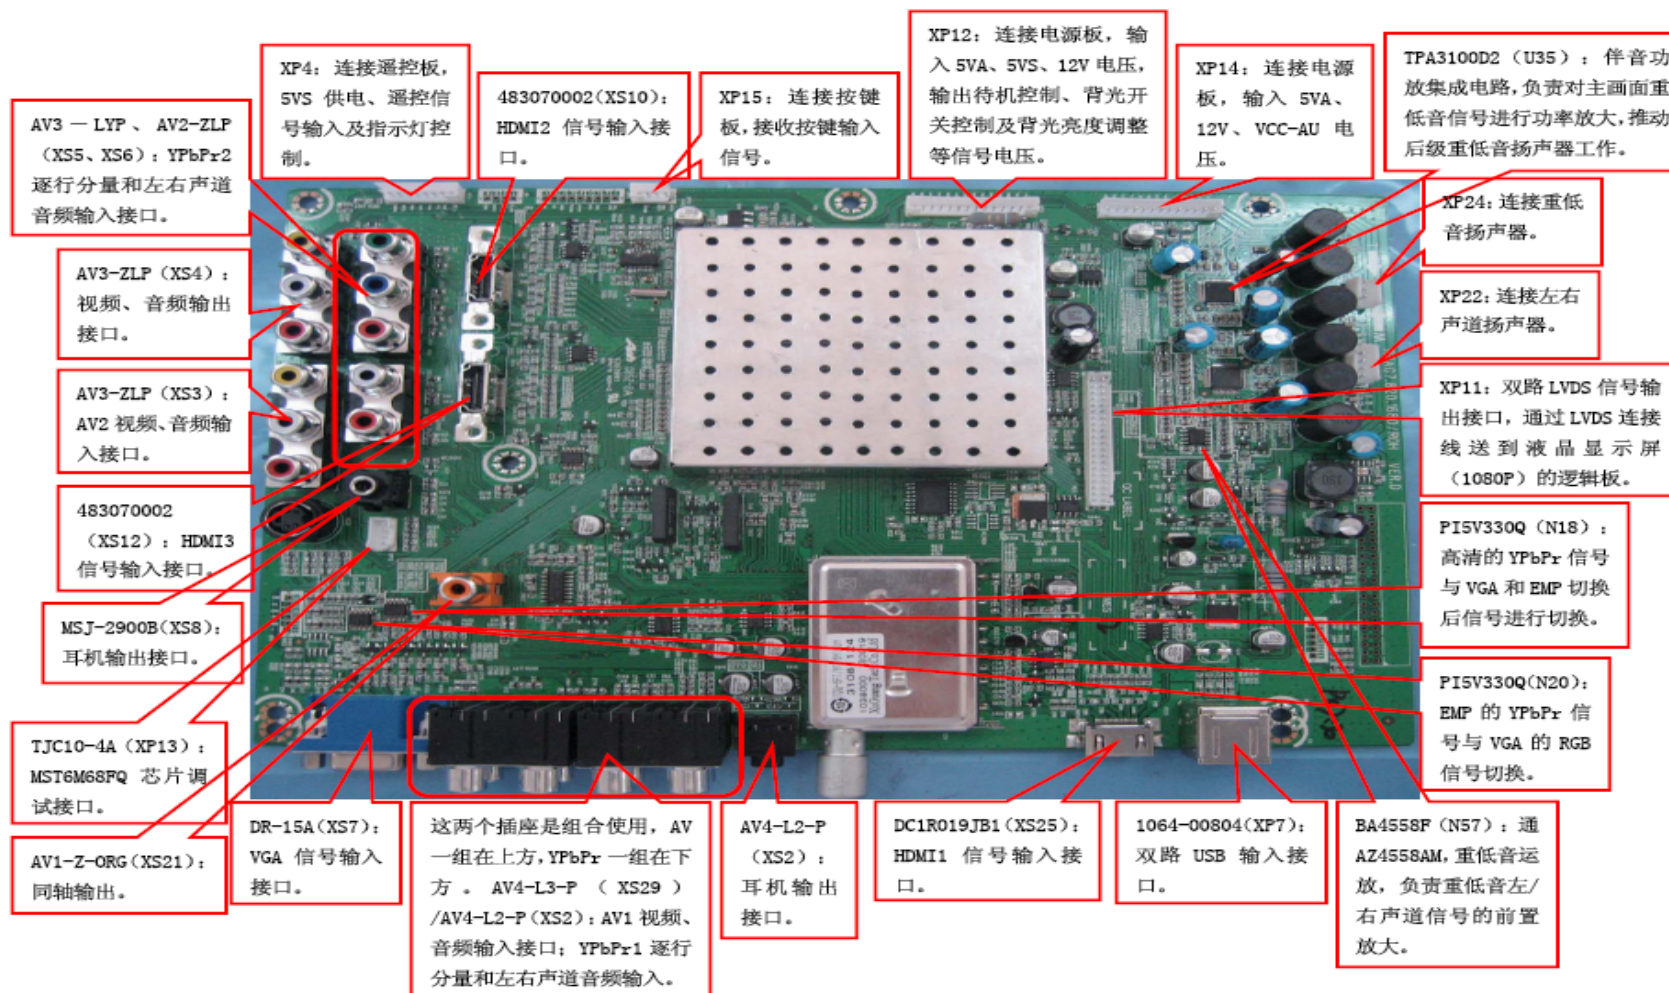 XP4: 连接遥控板,
5VS 供电、遥控信
号输入及指示灯控
制。
483070002(XS10):
HDMI2 信号输入接
口。
XP15: 连接按键
板,接收按键输入
信号。
XP12: 连接电源板, 输
入 5VA、5VS、12V 电压,
输出待机控制、背光开
关控制及背光亮度调整
等信号电压。
XP14: 连接电源
板, 输入 5VA、
12V、VCC-AU 电
压。
TPA3100D2 (U35) : 伴音功
放集成电路,负责对主画面重
低音信号进行功率放大,推动
后级重低音扬声器工作。
AV3-LYP、AV2-ZLP
(XS5、XS6): YPbPr2
逐行分量和左右声道
音频输入接口。
XP24: 连接重低
音扬声器。
AV3-ZLP (XS4) :
视频、音频输出
接口。
XP22: 连接左右
声道扬声器。
AV3-ZLP (XS3) :
AV2 视频、音频输
入接口。
XP11: 双路 LVDS 信号输
出接口, 通过 LVDS 连接
线送到液晶显示屏
(1080P) 的逻辑板。
483070002
(XS12) : HDMI3
信号输入接口。
PI5V330Q (N18) :
高清的 YPbPr 信号
与 VGA 和 EMP 切换
后信号进行切换。
MSJ-2900B(XS8):
耳机输出接口。
PI5V330Q(N20):
EMP 的 YPbPr 信
号与 VGA 的 RGB
信号切换。
TJC10-4A (XP13) :
MST6M68FQ 芯片调
试接口。
AV1-Z-ORG(XS21):
同轴输出。
DR-15A(XS7):
VGA 信号输入
接口。
这两个插座是组合使用, AV
一组在上方,YPbPr 一组在下
方。AV4-L3-P (XS29)
/AV4-L2-P(XS2): AV1 视频、
音频输入接口; YPbPr1 逐行
分量和左右声道音频输入。
AV4-L2-P
(XS2) :
耳机输出
接口。
DC1R019JB1(XS25):
HDMI1 信号输入接
口。
1064-00804(XP7):
双路 USB 输入接
口。
BA4558F (N57) : 通
AZ4558AM, 重低音运
放, 负责重低音左/
右声道信号的前置
放大。